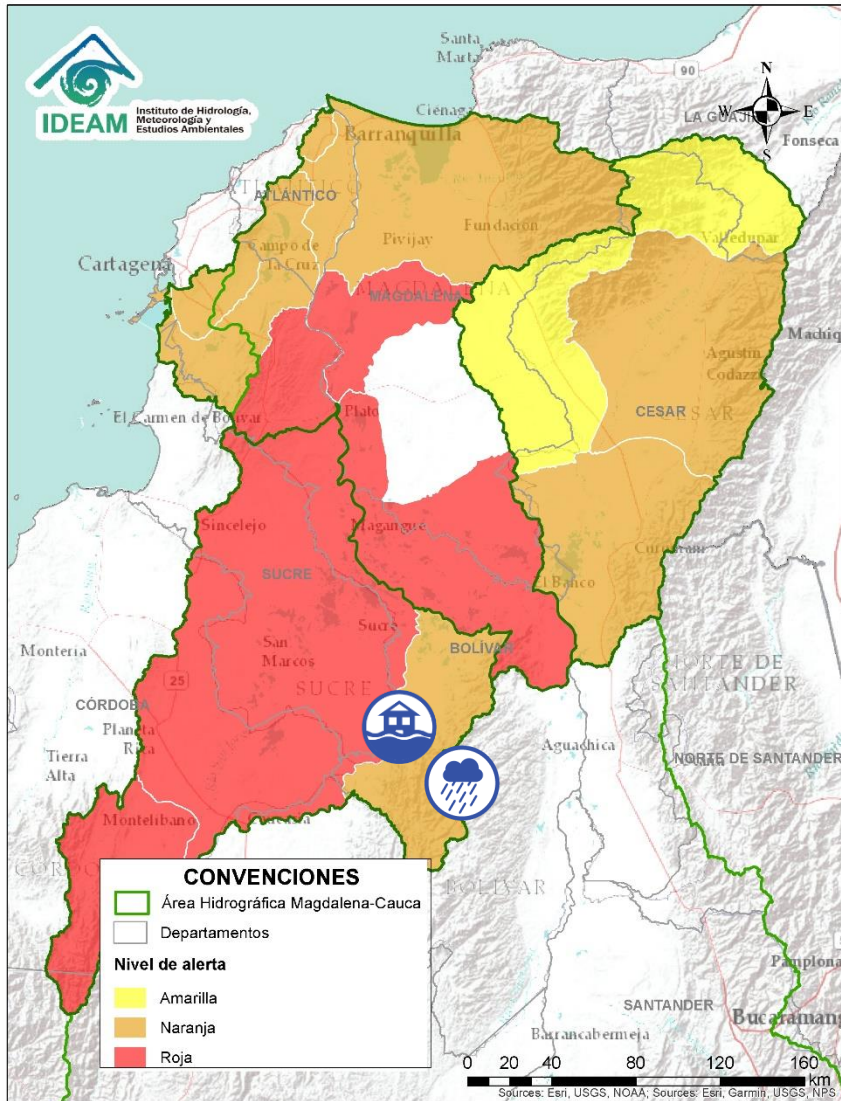 IDEAM
Instituto de Hidrología,
Meteorología y
Estudios Ambientales
Santa
Marta
90
N
W
E
S
LA GUAJIRA
Ciénaga
Fonseca
Barranquilla
ATLÁNTICO
Campo de
la Cruz
Pivijay
Fundación
Valledupar
Cartagena
MAGDALENA
El Carmen de Bolívar
Plato
Agustín
Codazzi
CESAR
Sincelejo
Magangué
SUCRE
El Banco
Sucre
San
Marcos
SUCRE
BOLÍVAR
Montería
25
CÓRDOBA
Planeta
Rica
Tierra
Alta
NORTE DE
SANTANDER
Aguachica
NORTE DE SANTANDER
Montelíbano
BOLÍVAR
CONVENCIONES
Área Hidrográfica Magdalena-Cauca
Departamentos
Nivel de alerta
Amarilla
Naranja
Roja
Pamplona
SANTANDER
Bucaramang
Barrancabermeja
0 20 40 80 120 160
km
Sources: Esri, USGS, NOAA; Sources: Esri, Garmin, USGS, NPS